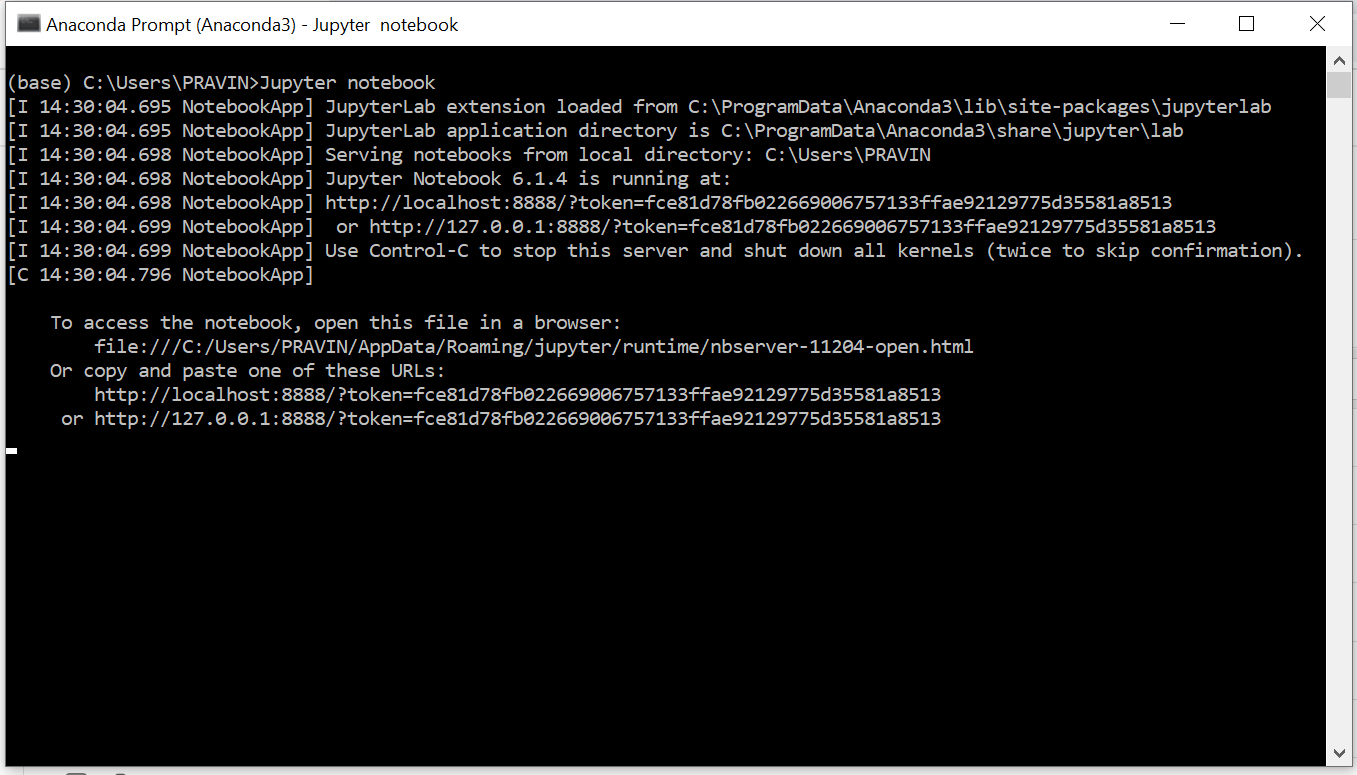 Anaconda Prompt (Anaconda3) - Jupyter  notebook
(base) C:\Users\PRAVIN>Jupyter notebook
[I 14:30:04.695 NotebookApp] JupyterLab extension loaded from C:\ProgramData\Anaconda3\lib\site-packages\jupyterlab
[I 14:30:04.695 NotebookApp] JupyterLab application directory is C:\ProgramData\Anaconda3\share\jupyter\lab
[I 14:30:04.698 NotebookApp] Serving notebooks from local directory: C:\Users\PRAVIN
[I 14:30:04.698 NotebookApp] Jupyter Notebook 6.1.4 is running at:
[I 14:30:04.698 NotebookApp] http://localhost:8888/?token=fce81d78fb022669006757133ffae92129775d35581a8513
[I 14:30:04.699 NotebookApp]  or http://127.0.0.1:8888/?token=fce81d78fb022669006757133ffae92129775d35581a8513
[I 14:30:04.699 NotebookApp] Use Control-C to stop this server and shut down all kernels (twice to skip confirmation).
[C 14:30:04.796 NotebookApp]
To access the notebook, open this file in a browser:
file:///C:/Users/PRAVIN/AppData/Roaming/jupyter/runtime/nbserver-11204-open.html
Or copy and paste one of these URLs:
http://localhost:8888/?token=fce81d78fb022669006757133ffae92129775d35581a8513
or http://127.0.0.1:8888/?token=fce81d78fb022669006757133ffae92129775d35581a8513